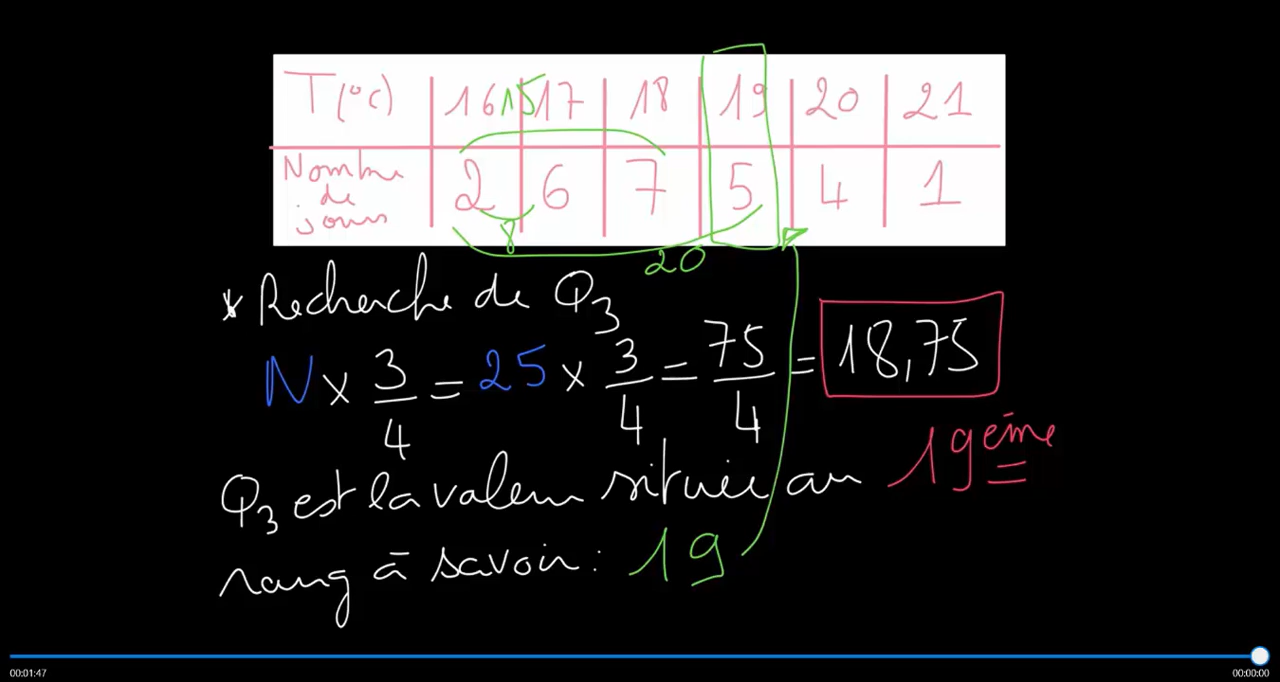 T(°c) 16 17 18 19 20 21
15
Nombre de jours 2 6 7 5 4 1
8
20
* Recherche de Q3
N × 3/4 = 25 × 3/4 = 75/4 = 18,75
Q3 est la valeur située au 19ème
rang à savoir : 19
00:01:47 00:00:00